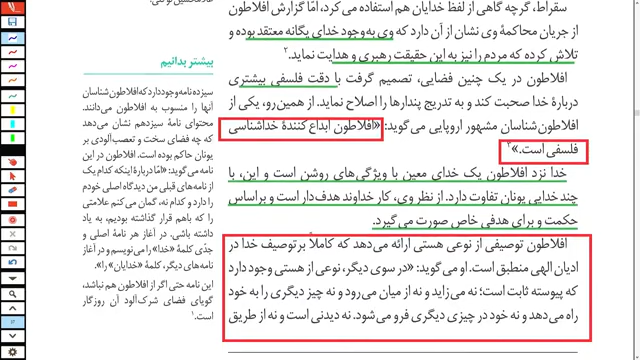 سقراط، گرچه گاهی از لفظ خدایان هم استفاده می‌کرد، امّا گزارش افلاطون
از جریان محاکمهٔ وی نشان از آن دارد که وی به وجود خدای یگانه معتقد بوده و
تلاش کرده که مردم را نیز به این حقیقت رهبری و هدایت نماید.۲
افلاطون در یک چنین فضایی، تصمیم گرفت با دقت فلسفی بیشتری
دربارهٔ خدا صحبت کند و به تدریج پندارها را اصلاح نماید. از همین‌رو، یکی از
افلاطون‌شناسان مشهور اروپایی می‌گوید: «افلاطون ابداع کنندهٔ خداشناسی
فلسفی است.»۳
خدا نزد افلاطون یک خدای معین با ویژگی‌های روشن است و این، با
چند خدایی یونان تفاوت دارد. از نظر وی، کار خداوند هدف‌دار است و براساس
حکمت و برای هدفی خاص صورت می‌گیرد.
افلاطون توصیفی از نوعی هستی ارائه می‌دهد که کاملاً بر توصیف خدا در
ادیان الهی منطبق است. او می‌گوید: «در سوی دیگر، نوعی از هستی وجود دارد
که پیوسته ثابت است؛ نه می‌زاید و نه از میان می‌رود و نه چیز دیگری را به خود
راه می‌دهد و نه خود در چیزی دیگری فرو می‌شود. نه دیدنی است و نه از طریق
بیشتر بدانیم
سیزده نامه وجود دارد که افلاطون شناسان
آنها را منسوب به افلاطون می‌دانند.
محتوای نامهٔ سیزدهم نشان می‌دهد
که چه فضای سخت و تعصب‌آلودی بر
یونان حاکم بوده است. افلاطون در این
نامه می‌گوید: «امّا دربارهٔ اینکه کدام یک
از نامه‌های قبلی من دیدگاه اصلی خودم
را دارد و کدام نه، گمان می‌کنم علامتی
را که باهم قرار گذاشته بودیم، به یاد
داشته باشی. در آغاز هر نامهٔ اصلی و
جدّی کلمهٔ «خدا» را می‌نویسم و در آغاز
نامه‌های دیگر، کلمهٔ «خدایان» را».
این نامه حتی اگر از افلاطون هم نباشد،
گویای فضای شرک‌آلود آن روزگار
است.۱